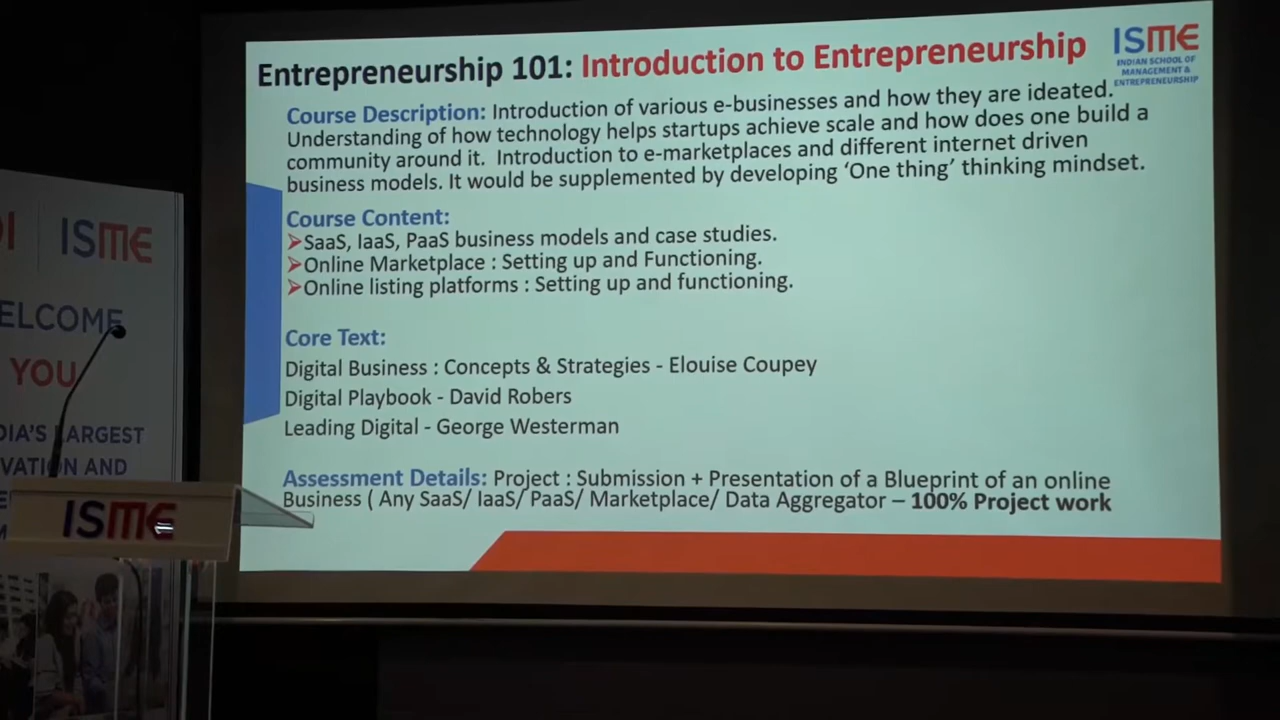 Entrepreneurship 101: Introduction to Entrepreneurship
ISME
INDIAN SCHOOL OF
MANAGEMENT &
ENTREPRENEURSHIP
Course Description: Introduction of various e-businesses and how they are ideated.
Understanding of how technology helps startups achieve scale and how does one build a
community around it. Introduction to e-marketplaces and different internet driven
business models. It would be supplemented by developing ‘One thing’ thinking mindset.
Course Content:
➢SaaS, IaaS, PaaS business models and case studies.
➢Online Marketplace : Setting up and Functioning.
➢Online listing platforms : Setting up and functioning.
Core Text:
Digital Business : Concepts & Strategies - Elouise Coupey
Digital Playbook - David Robers
Leading Digital - George Westerman
Assessment Details: Project : Submission + Presentation of a Blueprint of an online
Business ( Any SaaS/ IaaS/ PaaS/ Marketplace/ Data Aggregator – 100% Project work
ISME
ELCOME
YOU
DIA'S LARGEST
VATION AND
ISME